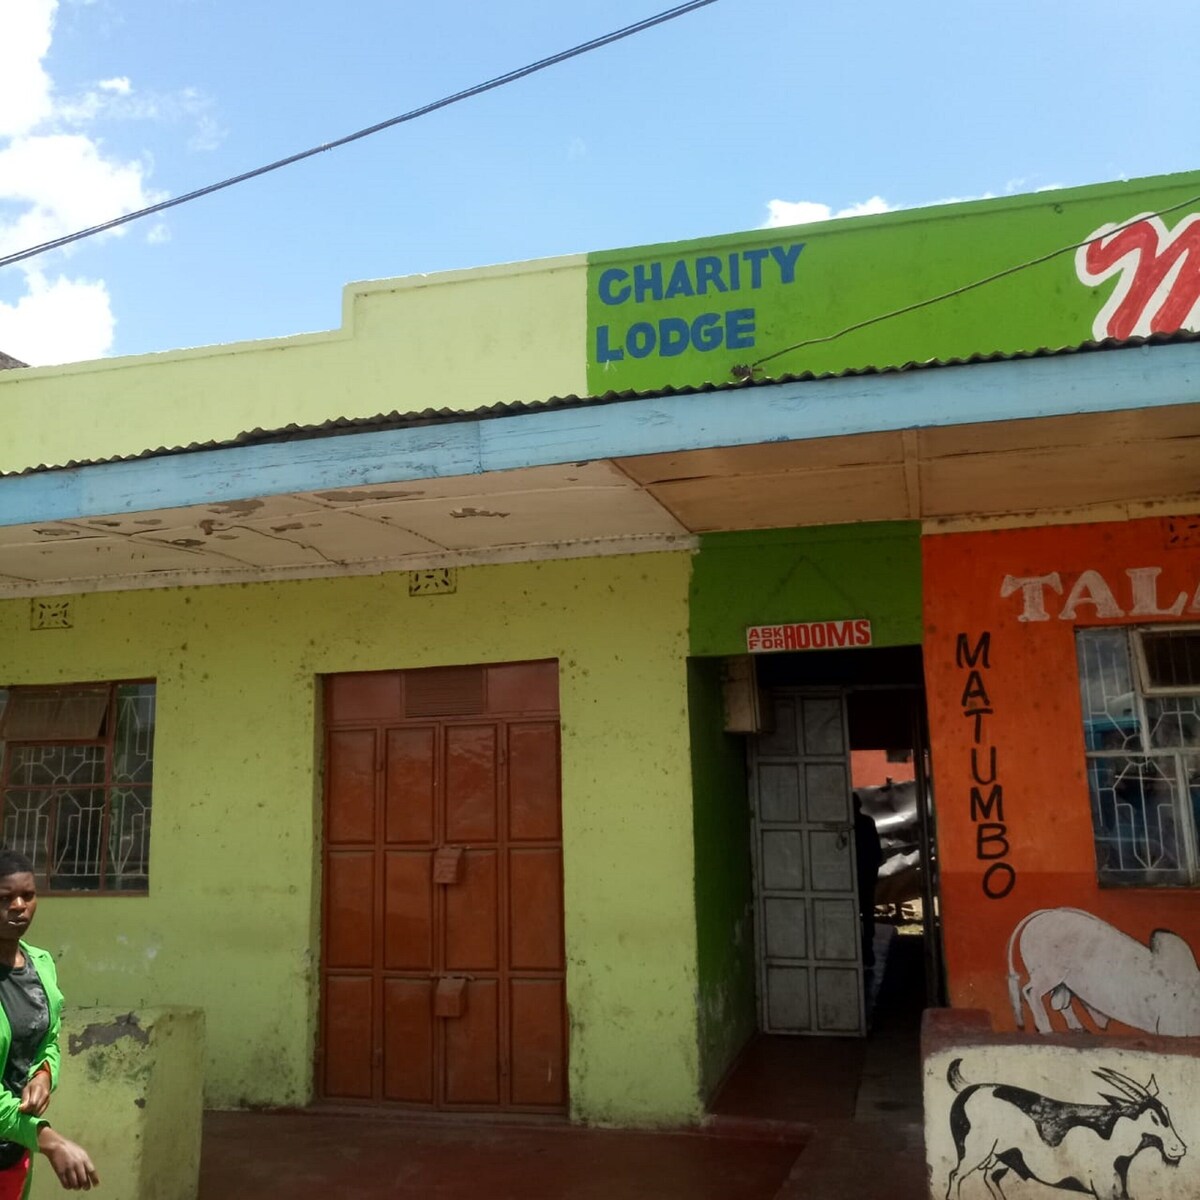 CHARITY
LODGE
ASK FOR ROOMS
MATUMBO